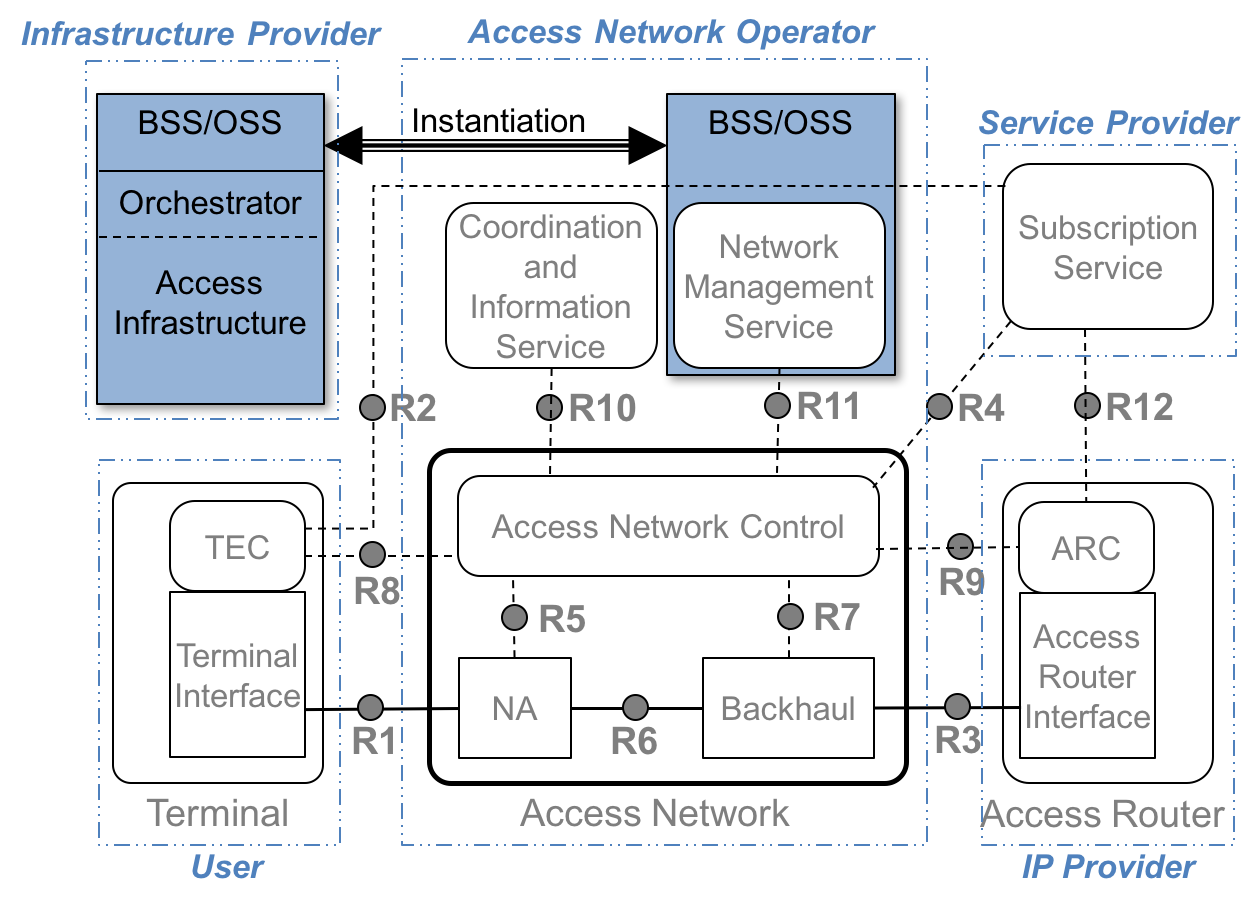 Infrastructure Provider
Access Network Operator
BSS/OSS
Instantiation
BSS/OSS
Service Provider
Orchestrator
Access
Infrastructure
Coordination
and
Information
Service
Network
Management
Service
Subscription
Service
R2
R10
R11
R4
R12
TEC
Access Network Control
ARC
R8
R9
R5
R7
Terminal
Interface
NA
Backhaul
Access
Router
Interface
R1
R6
R3
Terminal
Access Network
Access Router
User
IP Provider